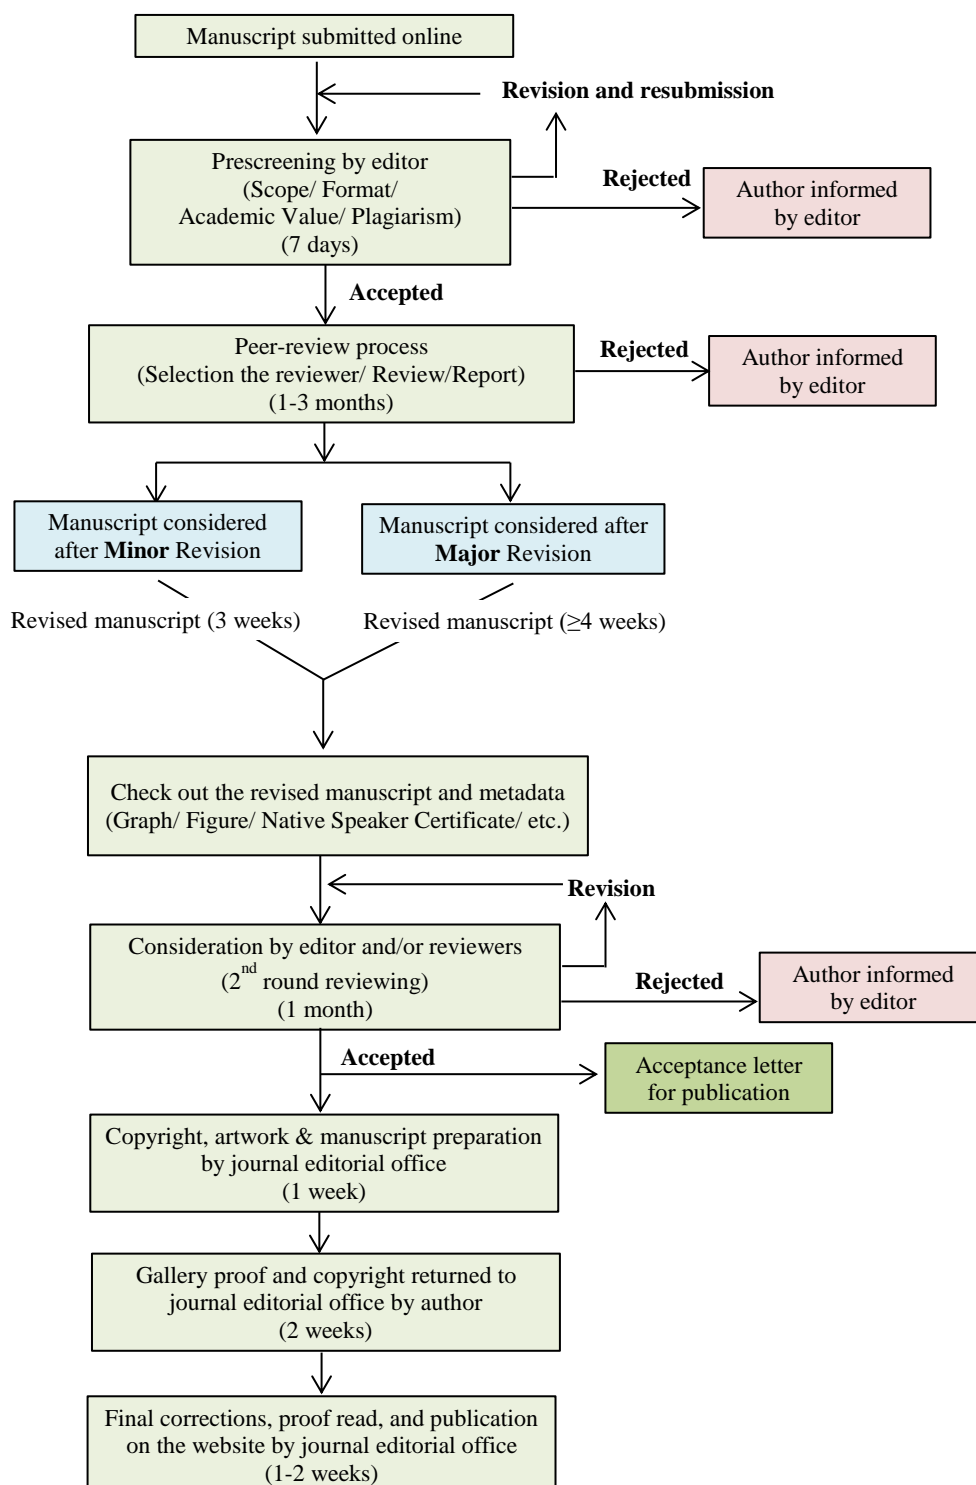 Manuscript submitted online
Revision and resubmission
Prescreening by editor
(Scope/ Format/
Academic Value/ Plagiarism)
(7 days)
Rejected
Author informed
by editor
Accepted
Peer-review process
(Selection the reviewer/ Review/Report)
(1-3 months)
Rejected
Author informed
by editor
Manuscript considered
after Minor Revision
Manuscript considered after
Major Revision
Revised manuscript (3 weeks)
Revised manuscript (≥4 weeks)
Check out the revised manuscript and metadata
(Graph/ Figure/ Native Speaker Certificate/ etc.)
Revision
Consideration by editor and/or reviewers
(2nd round reviewing)
(1 month)
Rejected
Author informed
by editor
Accepted
Acceptance letter
for publication
Copyright, artwork & manuscript preparation
by journal editorial office
(1 week)
Gallery proof and copyright returned to
journal editorial office by author
(2 weeks)
Final corrections, proof read, and publication
on the website by journal editorial office
(1-2 weeks)